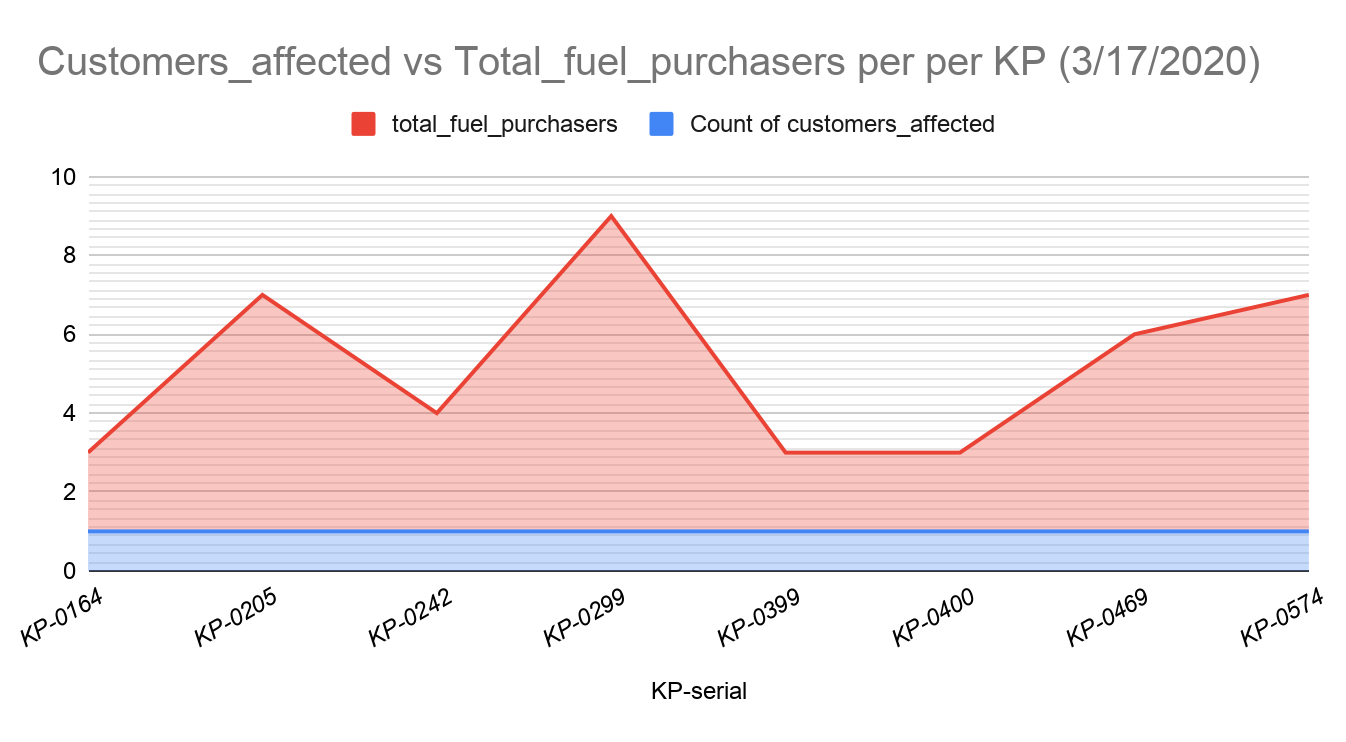 Customers_affected vs Total_fuel_purchasers per per KP (3/17/2020)
total_fuel_purchasers Count of customers_affected
10
8
6
4
2
0
KP-0164 KP-0205 KP-0242 KP-0299 KP-0399 KP-0400 KP-0469 KP-0574
KP-serial